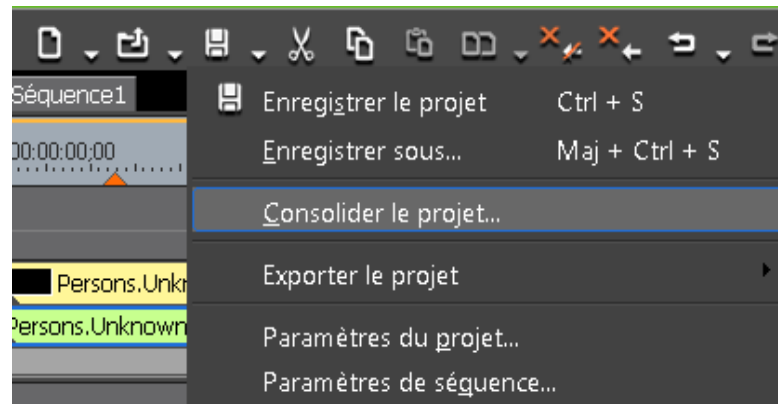 Séquence1
Enregistrer le projet Ctrl + S
00:00:00;00
Enregistrer sous... Maj + Ctrl + S
Consolider le projet...
Persons.Unkn
Exporter le projet
Persons.Unknown
Paramètres du projet...
Paramètres de séquence...